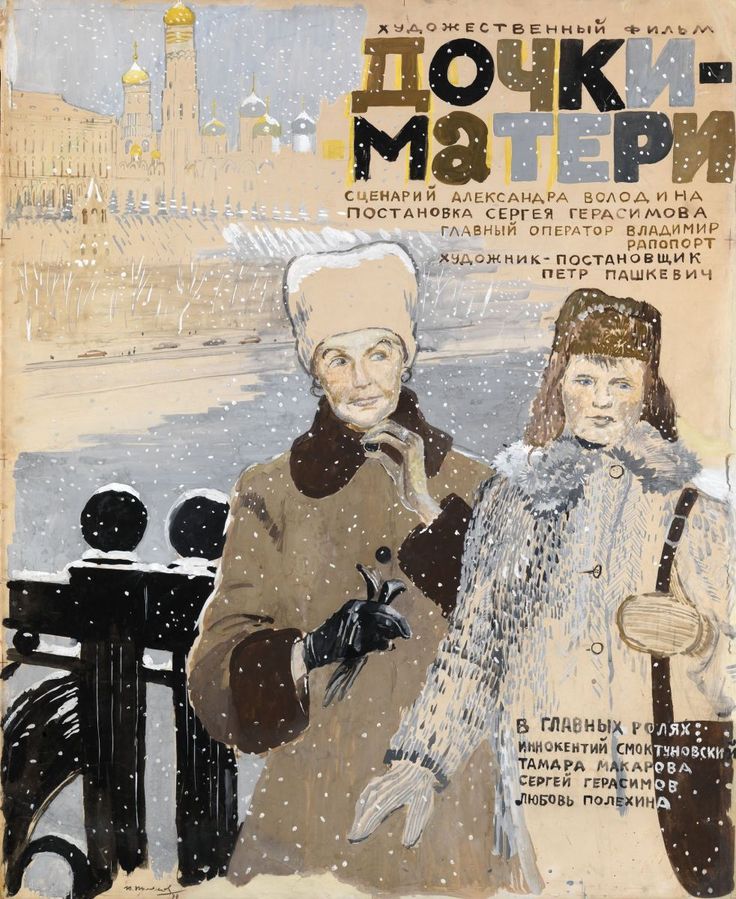 ХУДОЖЕСТВЕННЫЙ ФИЛЬМ
ДОЧКИ-
-МАТЕРИ
СЦЕНАРИЙ АЛЕКСАНДРА ВОЛОДИНА
ПОСТАНОВКА СЕРГЕЯ ГЕРАСИМОВА
ГЛАВНЫЙ ОПЕРАТОР ВЛАДИМИР
РАПОПОРТ
ХУДОЖНИК-ПОСТАНОВЩИК
ПЕТР ПАШКЕВИЧ
В ГЛАВНЫХ РОЛЯХ:
ИННОКЕНТИЙ СМОКТУНОВСКИЙ
ТАМАРА МАКАРОВА
СЕРГЕЙ ГЕРАСИМОВ
ЛЮБОВЬ ПОЛЕХИНА